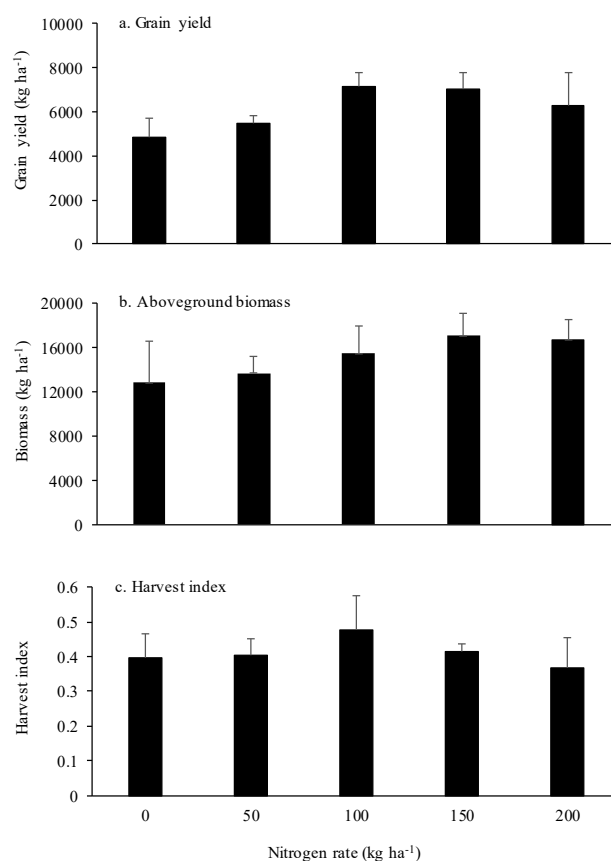 a. Grain yield
10000
8000
6000
4000
2000
0
Grain yield (kg ha⁻¹)
b. Aboveground biomass
20000
16000
12000
8000
4000
0
Biomass (kg ha⁻¹)
c. Harvest index
0.6
0.5
0.4
0.3
0.2
0.1
0
Harvest index
0 50 100 150 200
Nitrogen rate (kg ha⁻¹)